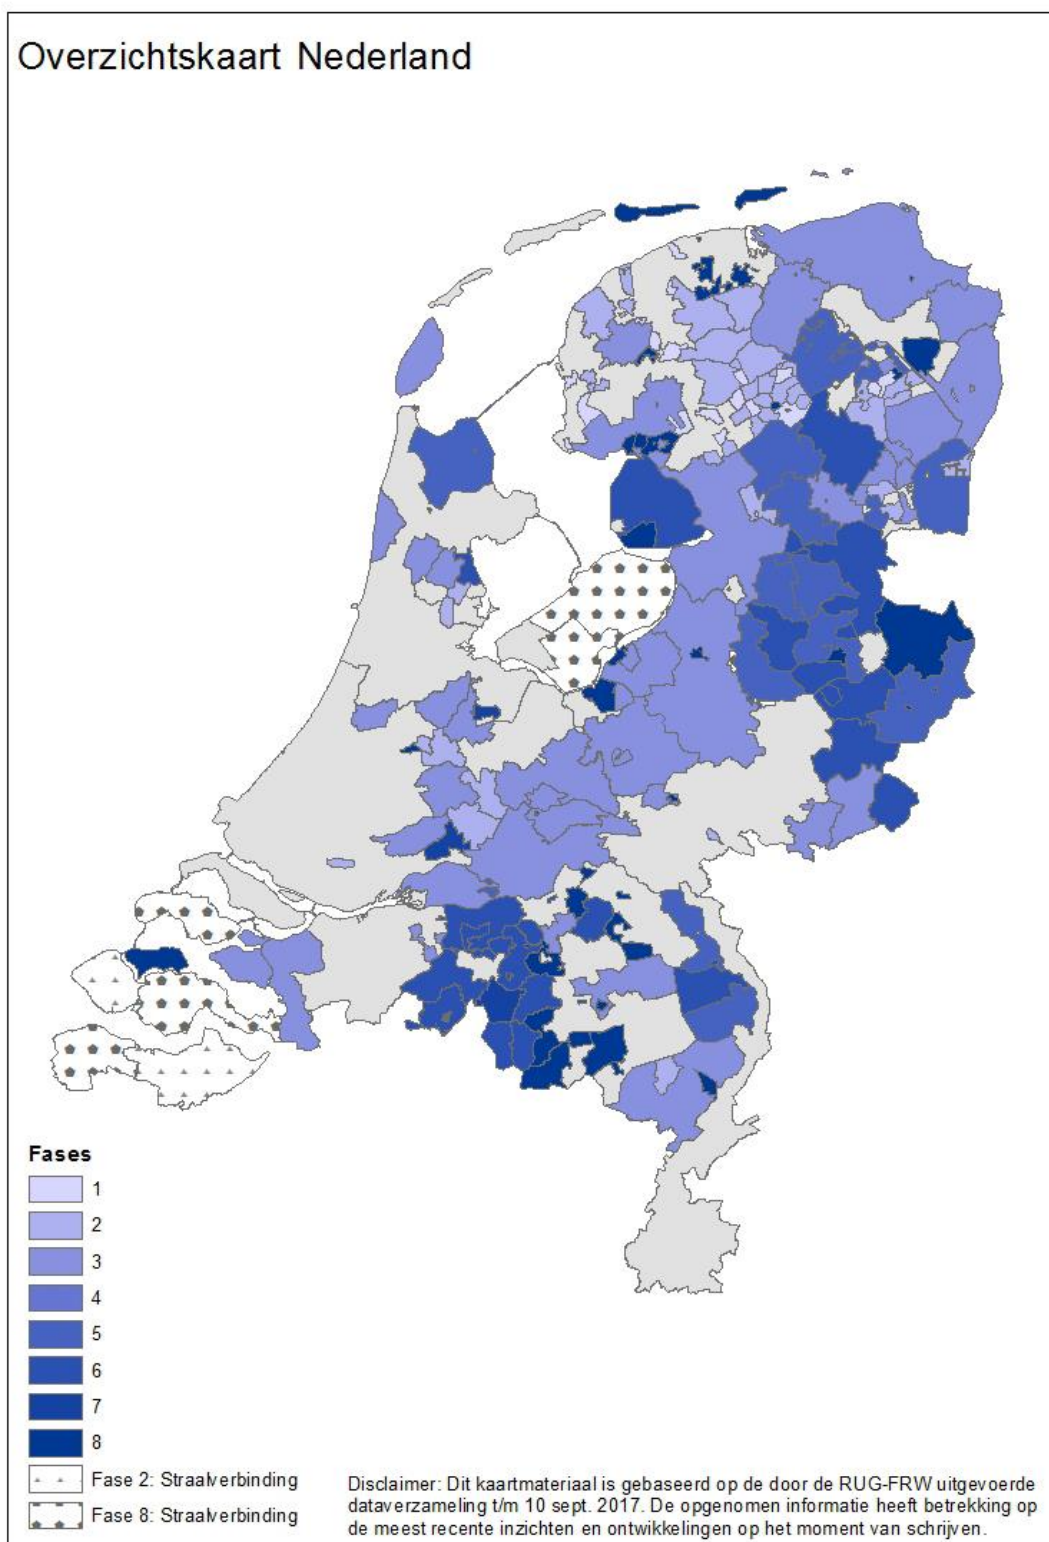 Overzichtskaart Nederland
Fases
1
2
3
4
5
6
7
8
Fase 2: Straalverbinding
Fase 8: Straalverbinding
Disclaimer: Dit kaartmateriaal is gebaseerd op de door de RUG-FRW uitgevoerde
dataverzameling t/m 10 sept. 2017. De opgenomen informatie heeft betrekking op
de meest recente inzichten en ontwikkelingen op het moment van schrijven.